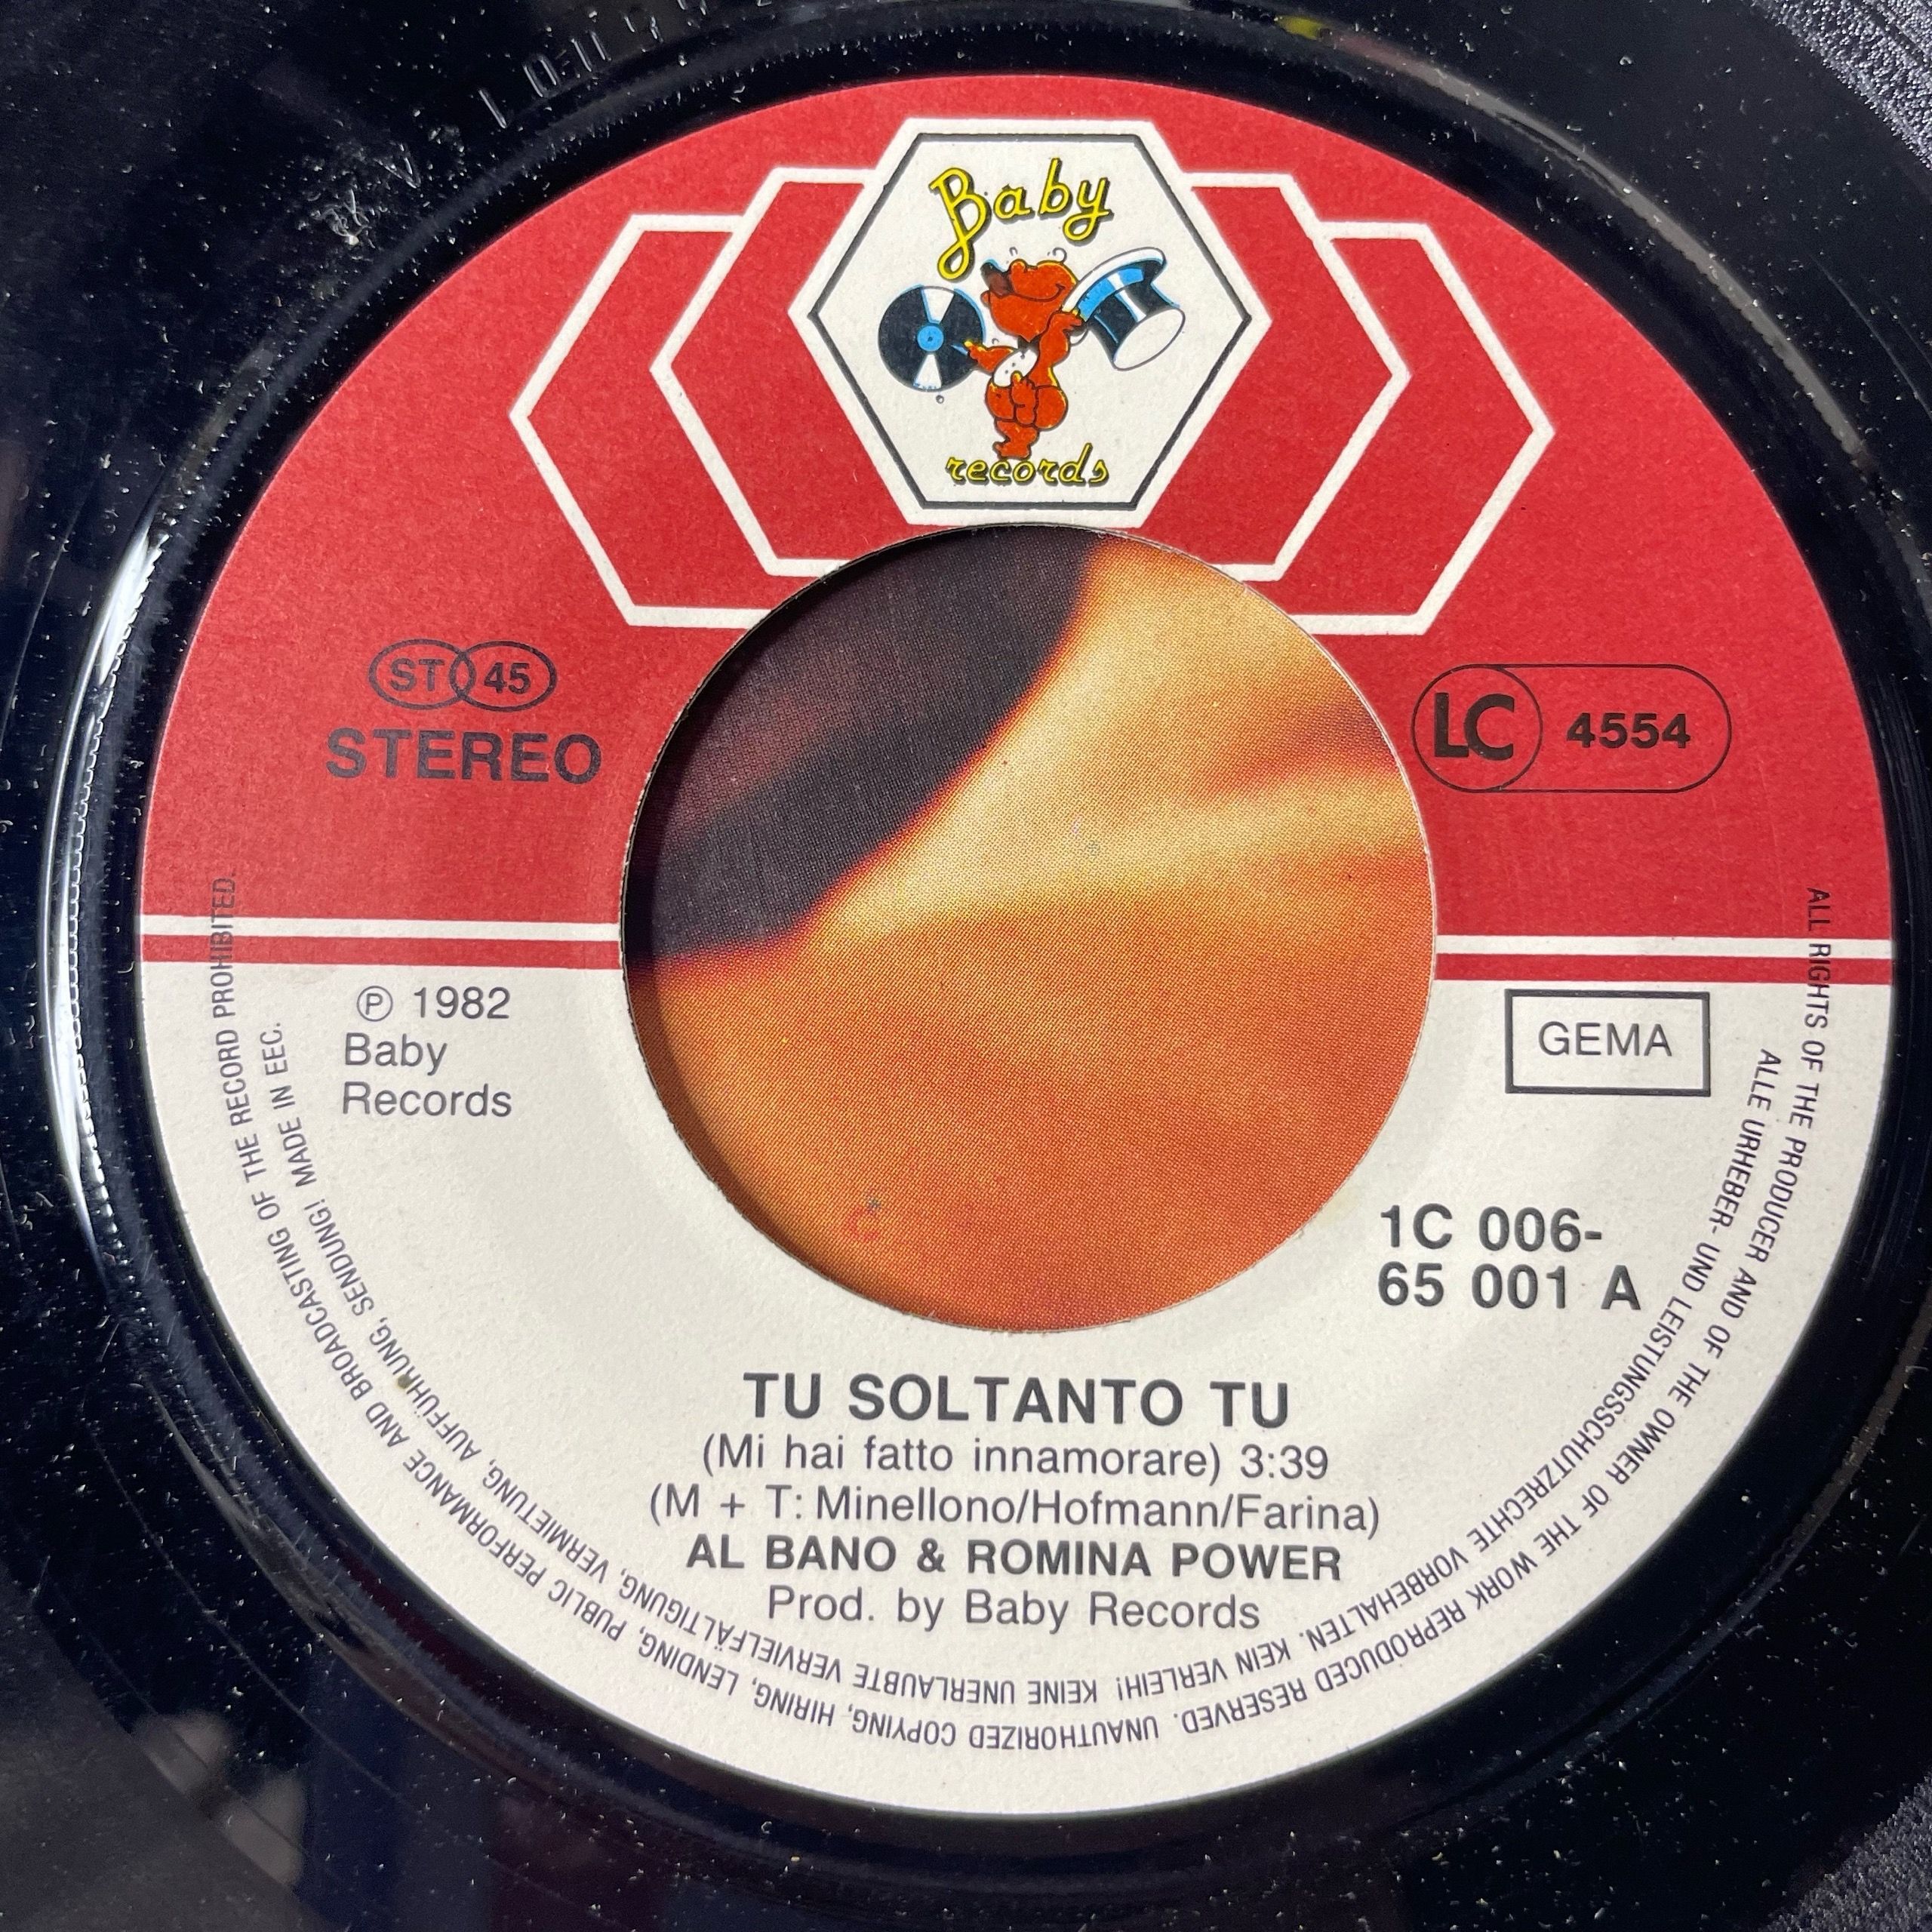 Baby
records
ST 45
STEREO
LC 4554
℗ 1982
Baby
Records
GEMA
1C 006-
65 001 A
TU SOLTANTO TU
(Mi hai fatto innamorare) 3:39
(M + T: Minellono/Hofmann/Farina)
AL BANO & ROMINA POWER
Prod. by Baby Records
ALL RIGHTS OF THE PRODUCER AND OF THE OWNER OF THE WORK REPRODUCED RESERVED. UNAUTHORIZED COPYING, HIRING, LENDING, PUBLIC PERFORMANCE AND BROADCASTING OF THE RECORD PROHIBITED.
ALLE URHEBER- UND LEISTUNGSSCHUTZRECHTE VORBEHALTEN. KEIN VERLEIH! KEINE UNERLAUBTE VERVIELFÄLTIGUNG, VERMIETUNG, AUFFÜHRUNG, SENDUNG! MADE IN EEC.